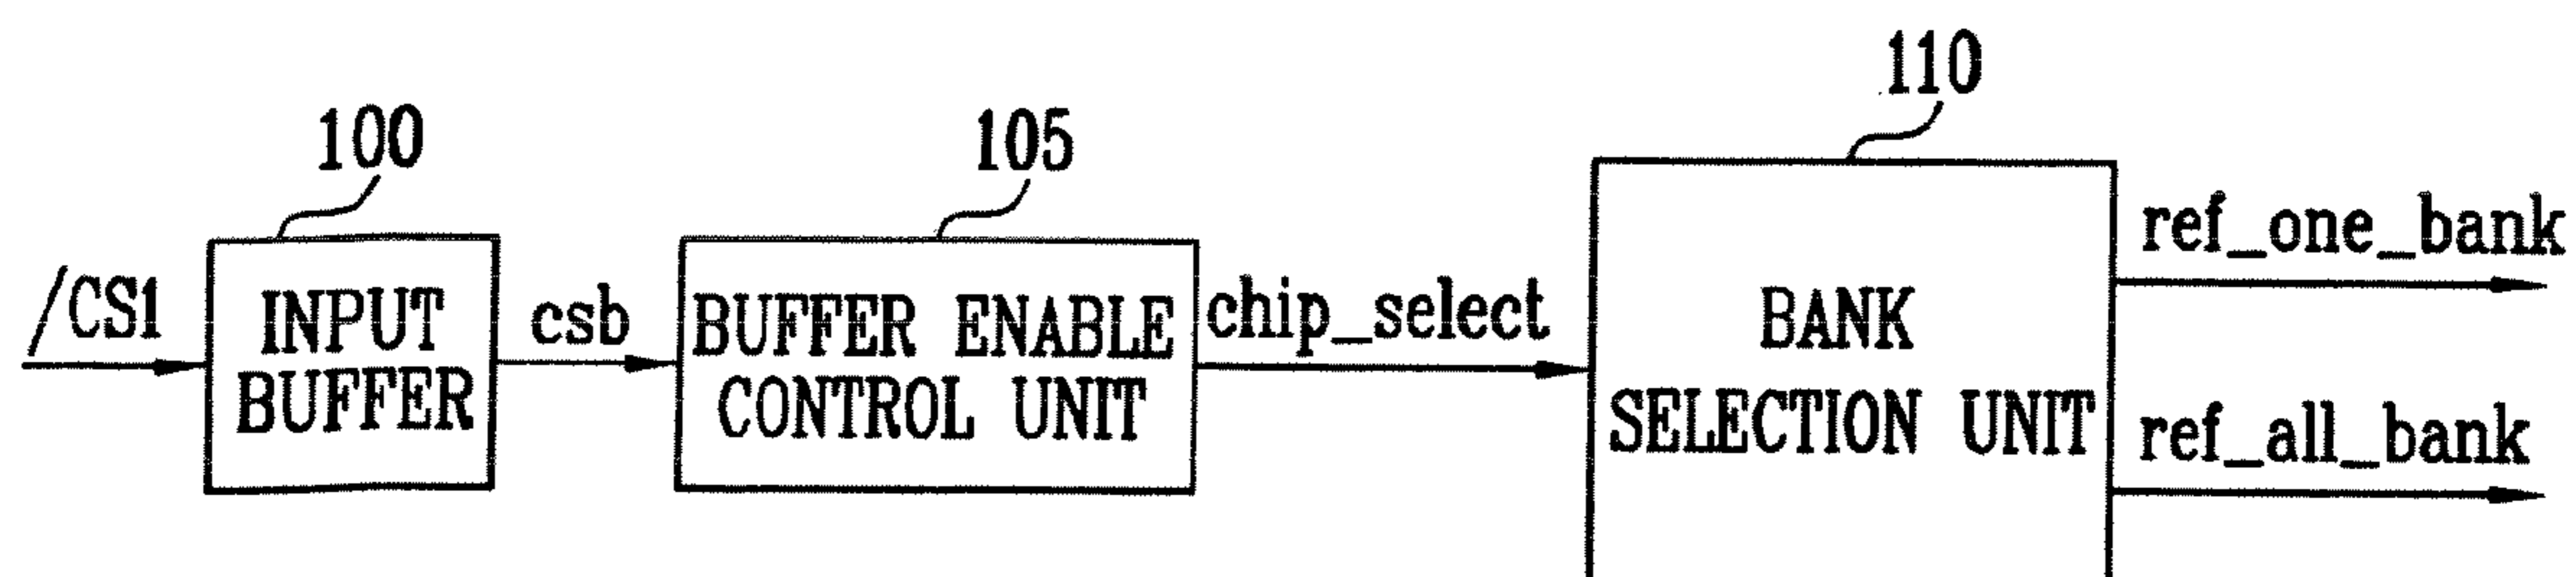 100
105
110
/CS1
INPUT
BUFFER
csb
BUFFER ENABLE
CONTROL UNIT
chip_select
BANK
SELECTION UNIT
ref_one_bank
ref_all_bank